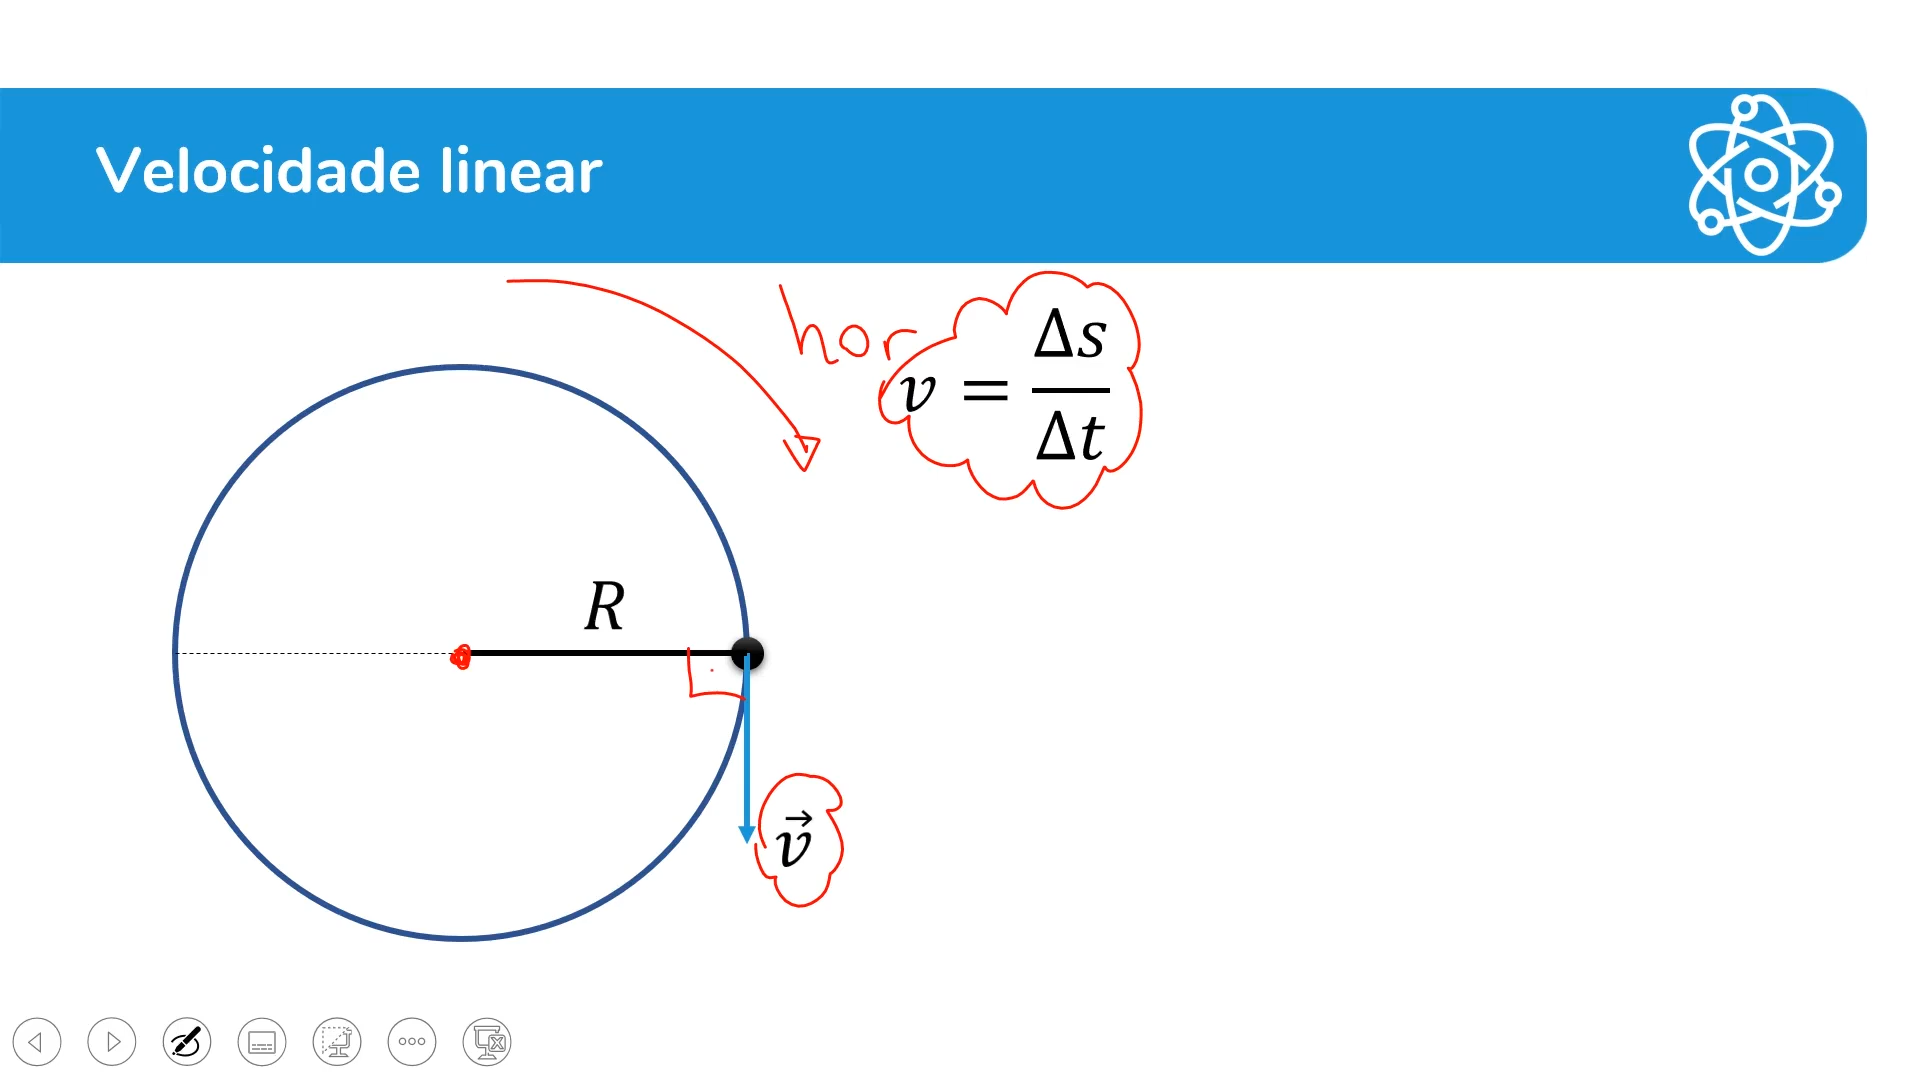 Velocidade linear
hor
v = Δs/Δt
R
v⃗